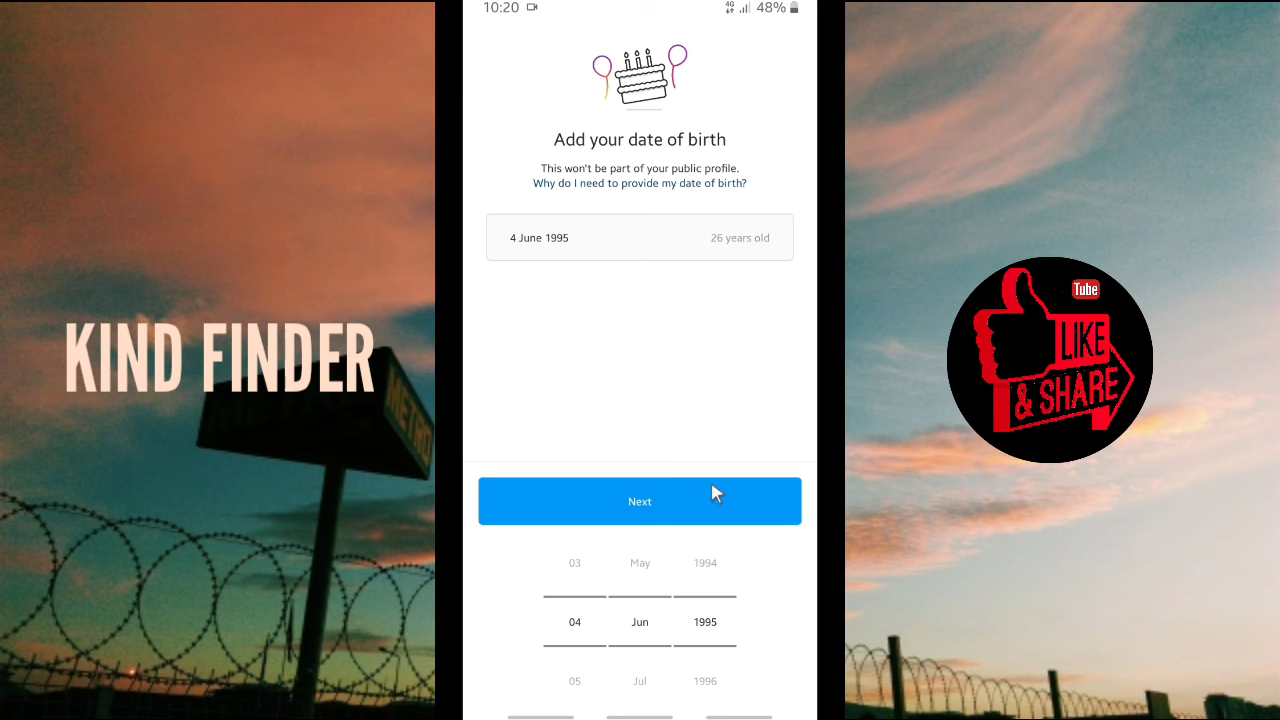 10:20
4G
48%
Add your date of birth
This won't be part of your public profile.
Why do I need to provide my date of birth?
4 June 1995
26 years old
KIND FINDER
Tube
LIKE
& SHARE
Next
03 May 1994
04 Jun 1995
05 Jul 1996